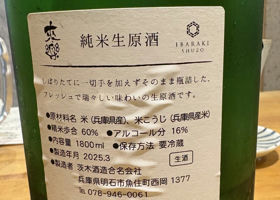 來樂
純米生原酒
IBARAKI
SHUZO
しぼりたてに一切手を加えずそのまま瓶詰した、
フレッシュで瑞々しい味わいの生原酒です。
●原材料名 米(兵庫県産)、米こうじ(兵庫県産米)
●精米歩合 60% ●アルコール分 16%
●内容量 1800ml ●保存方法 要冷蔵
●製造年月 2025.3
生酒
●製造者 茨木酒造合名会社
兵庫県明石市魚住町西岡 1377
℡ 078-946-0061